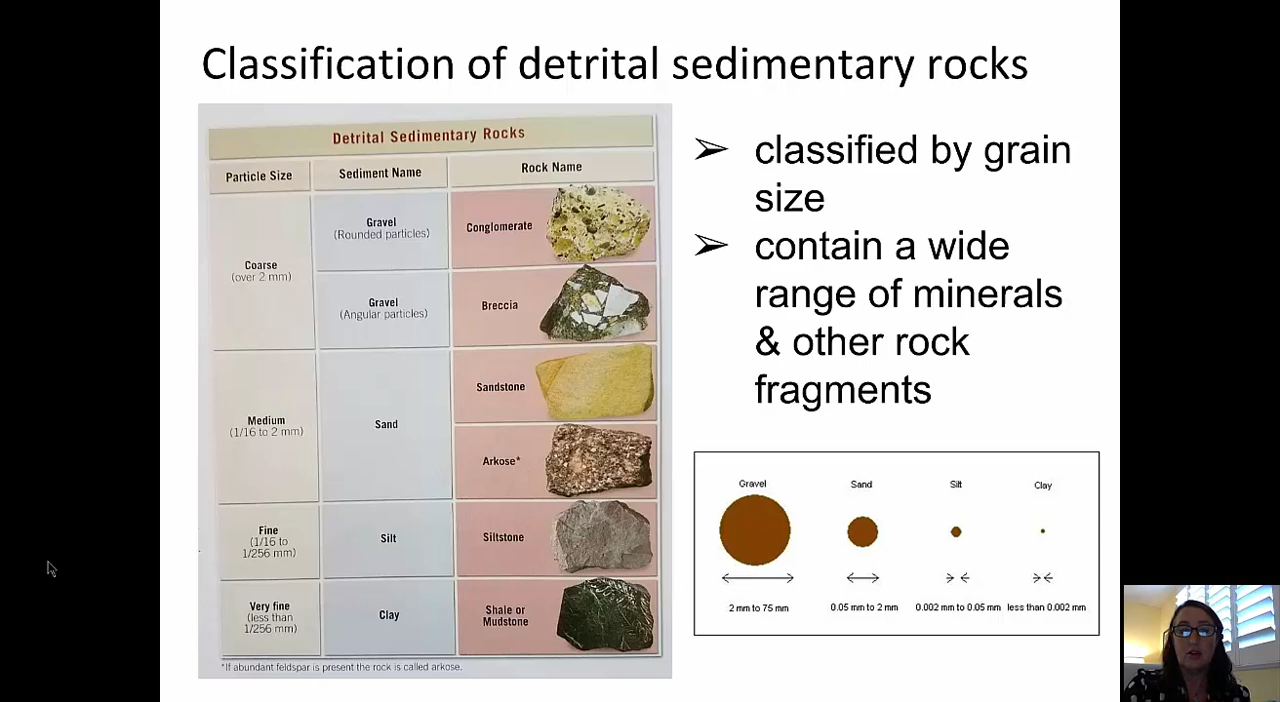 Classification of detrital sedimentary rocks
Detrital Sedimentary Rocks
Particle Size
Sediment Name
Rock Name
Coarse
(over 2 mm)
Gravel
(Rounded particles)
Conglomerate
Gravel
(Angular particles)
Breccia
Medium
(1/16 to 2 mm)
Sand
Sandstone
Arkose*
Fine
(1/16 to
1/256 mm)
Silt
Siltstone
Very fine
(less than
1/256 mm)
Clay
Shale or
Mudstone
*If abundant feldspar is present the rock is called arkose.
➢ classified by grain
size
➢ contain a wide
range of minerals
& other rock
fragments
Gravel Sand Silt Clay
2 mm to 75 mm 0.05 mm to 2 mm 0.002 mm to 0.05 mm less than 0.002 mm